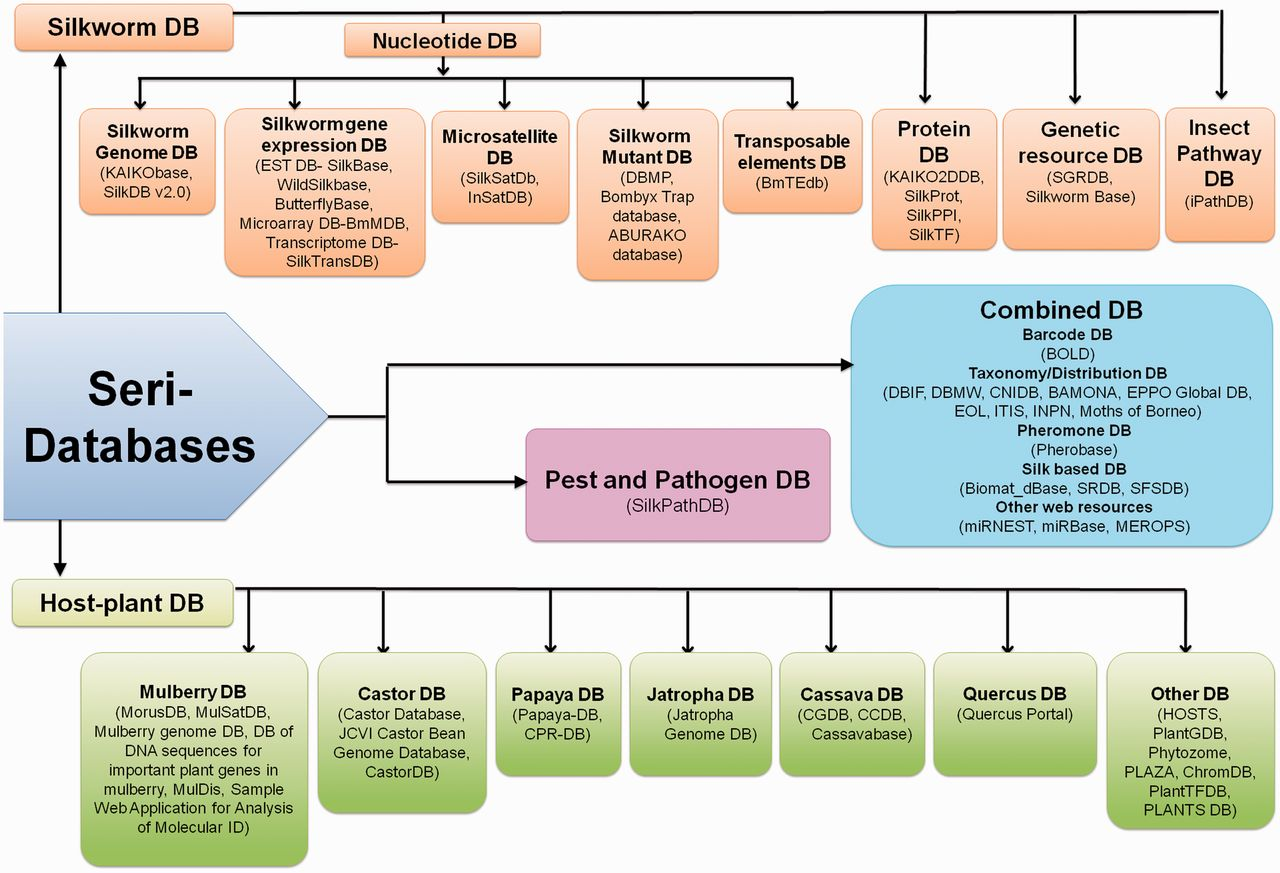 Silkworm DB
Nucleotide DB
Silkworm
Genome DB
(KAIKObase,
SilkDB v2.0)
Silkworm gene
expression DB
(EST DB- SilkBase,
WildSilkbase,
ButterflyBase,
Microarray DB-BmMDB,
Transcriptome DB-
SilkTransDB)
Microsatellite
DB
(SilkSatDb,
InSatDB)
Silkworm
Mutant DB
(DBMP,
Bombyx Trap
database,
ABURAKO
database)
Transposable
elements DB
(BmTEdb)
Protein
DB
(KAIKO2DDB,
SilkProt,
SilkPPI,
SilkTF)
Genetic
resource DB
(SGRDB,
Silkworm Base)
Insect
Pathway
DB
(iPathDB)
Seri-
Databases
Combined DB
Barcode DB
(BOLD)
Taxonomy/Distribution DB
(DBIF, DBMW, CNIDB, BAMONA, EPPO Global DB,
EOL, ITIS, INPN, Moths of Borneo)
Pheromone DB
(Pherobase)
Silk based DB
(Biomat_dBase, SRDB, SFSDB)
Other web resources
(miRNEST, miRBase, MEROPS)
Pest and Pathogen DB
(SilkPathDB)
Host-plant DB
Mulberry DB
(MorusDB, MulSatDB,
Mulberry genome DB, DB of
DNA sequences for
important plant genes in
mulberry, MulDis, Sample
Web Application for Analysis
of Molecular ID)
Castor DB
(Castor Database,
JCVI Castor Bean
Genome Database,
CastorDB)
Papaya DB
(Papaya-DB,
CPR-DB)
Jatropha DB
(Jatropha
Genome DB)
Cassava DB
(CGDB, CCDB,
Cassavabase)
Quercus DB
(Quercus Portal)
Other DB
(HOSTS,
PlantGDB,
Phytozome,
PLAZA, ChromDB,
PlantTFDB,
PLANTS DB)